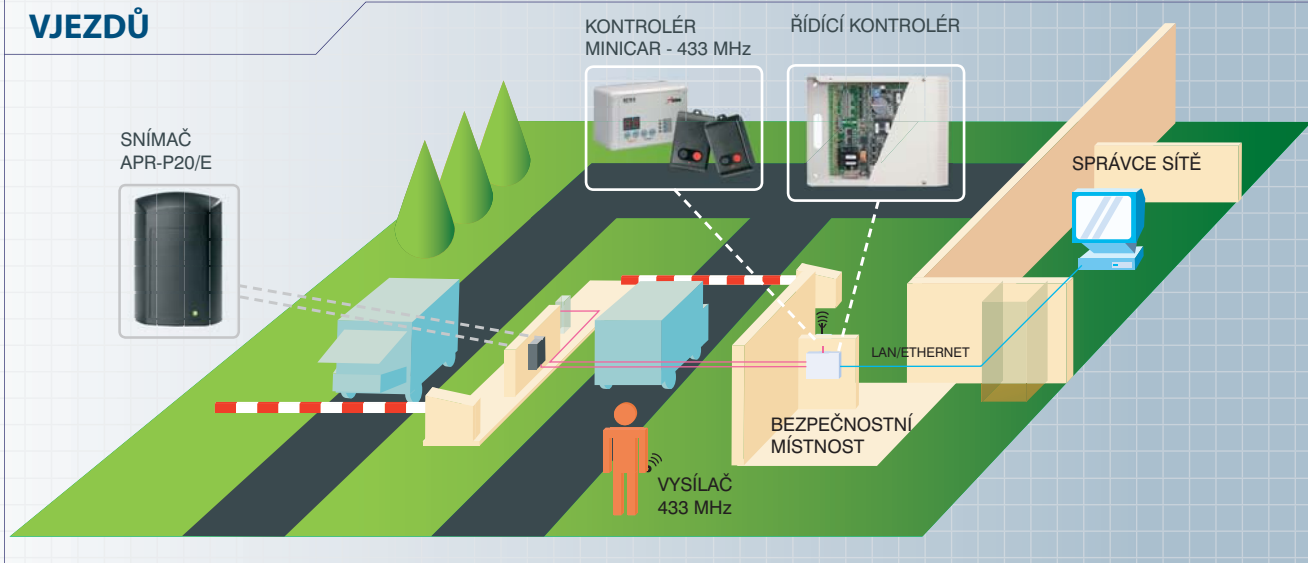 VJEZDŮ
KONTROLÉR
MINICAR - 433 MHz
ŘÍDÍCÍ KONTROLÉR
SNÍMAČ
APR-P20/E
SPRÁVCE SÍTĚ
LAN/ETHERNET
BEZPEČNOSTNÍ
MÍSTNOST
VYSÍLAČ
433 MHz